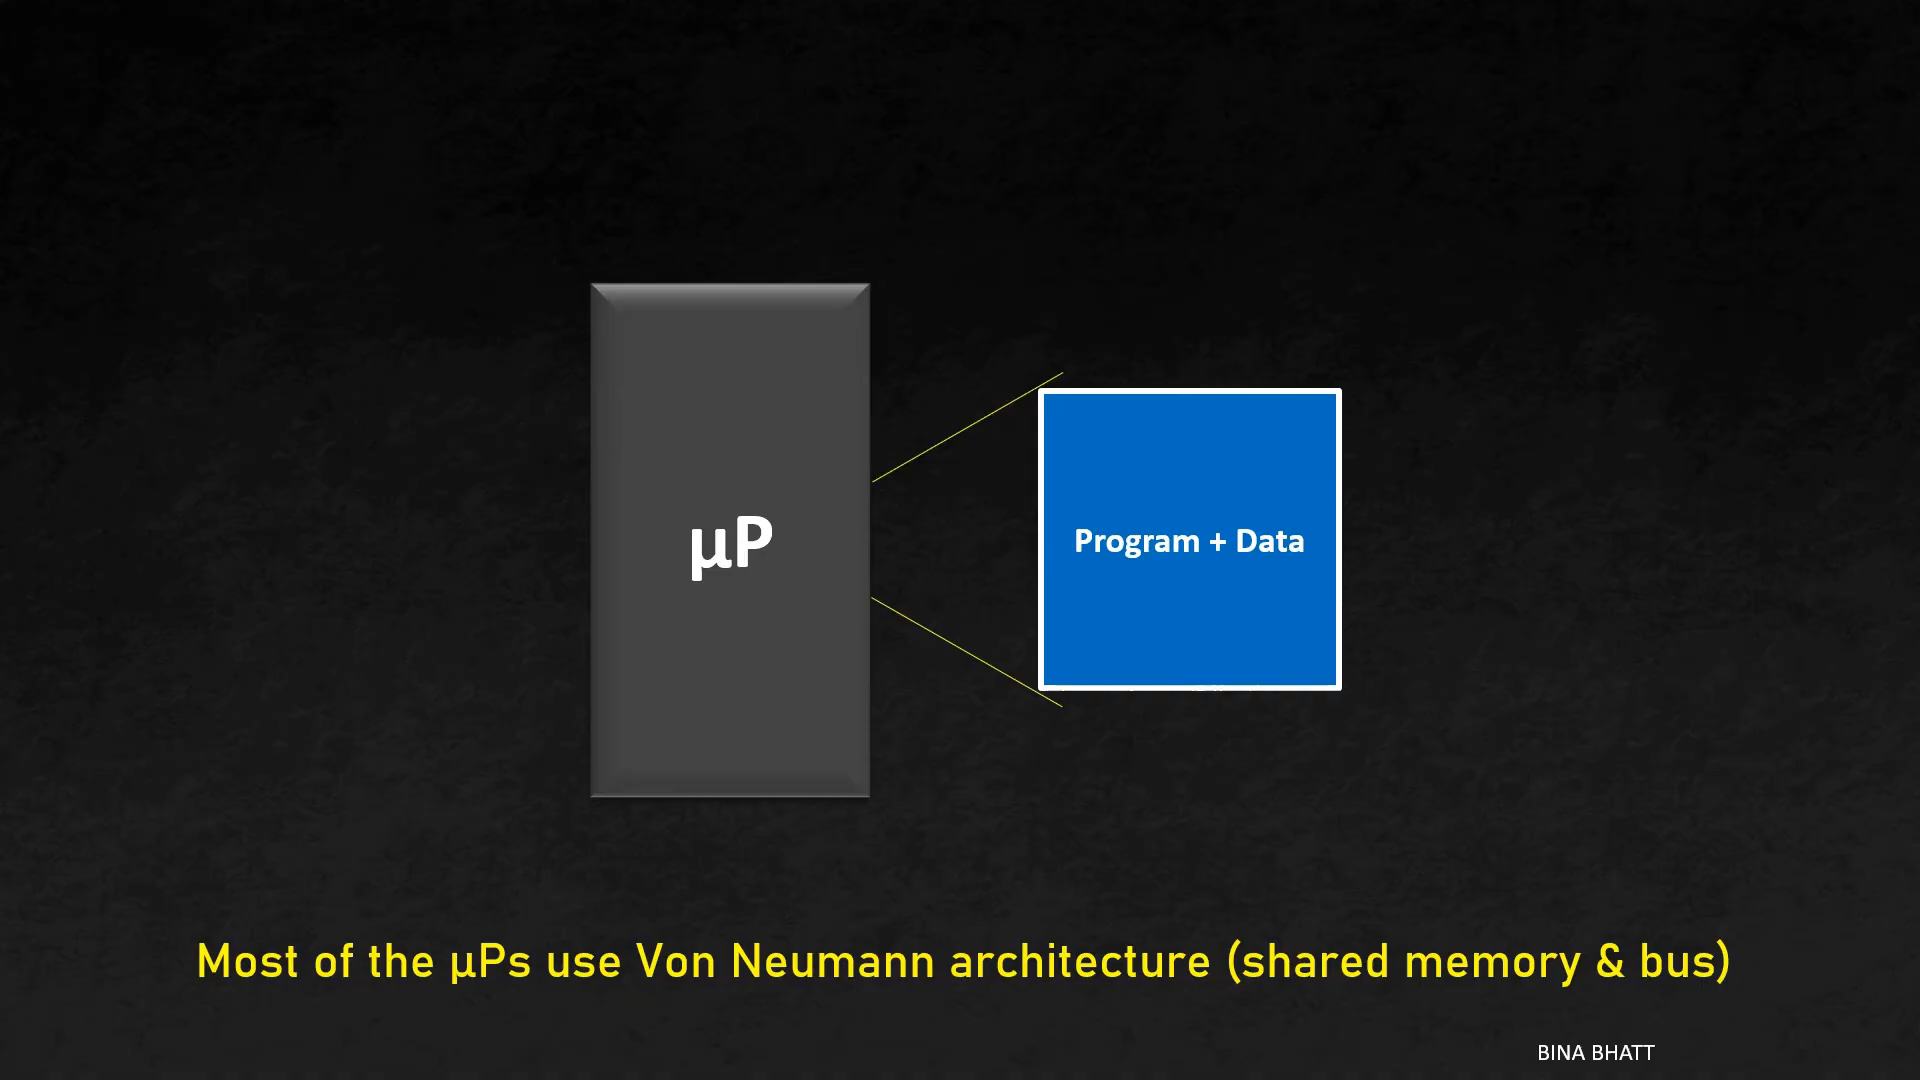 µP
Program + Data
Most of the µPs use Von Neumann architecture (shared memory & bus)
BINA BHATT